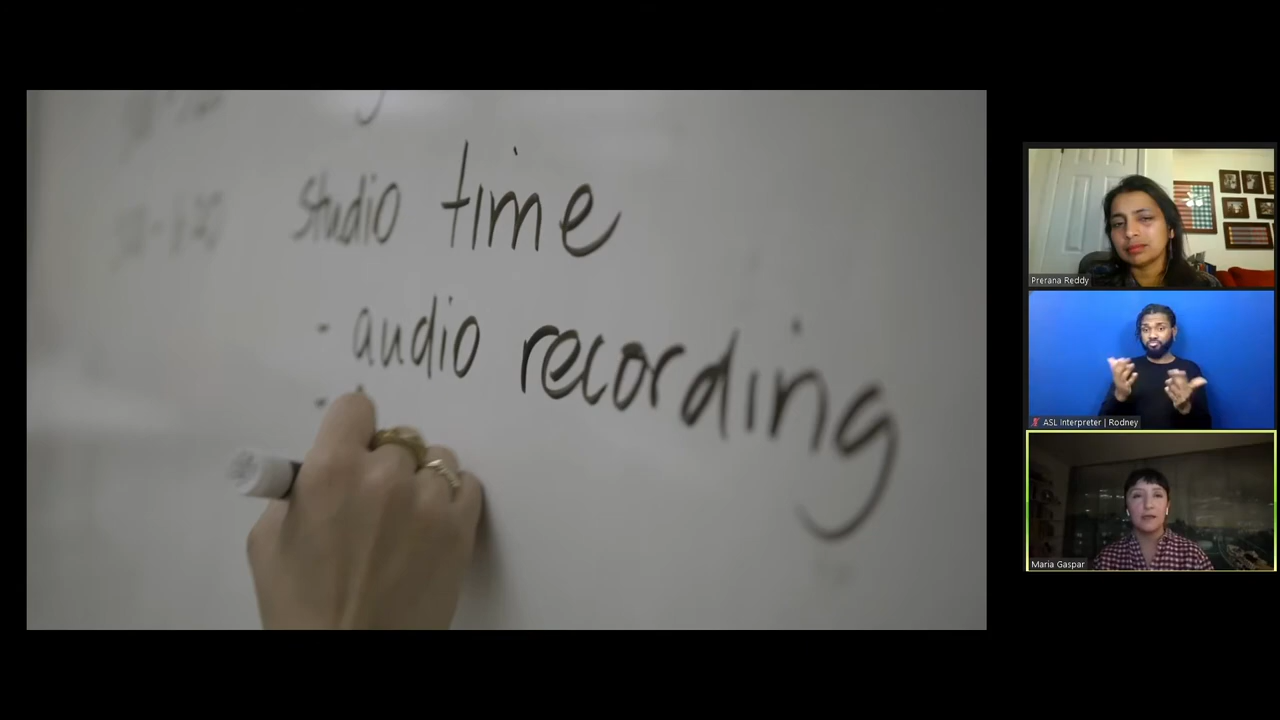 studio time
- audio recording
-
Prerana Reddy
ASL Interpreter | Rodney
Maria Gaspar